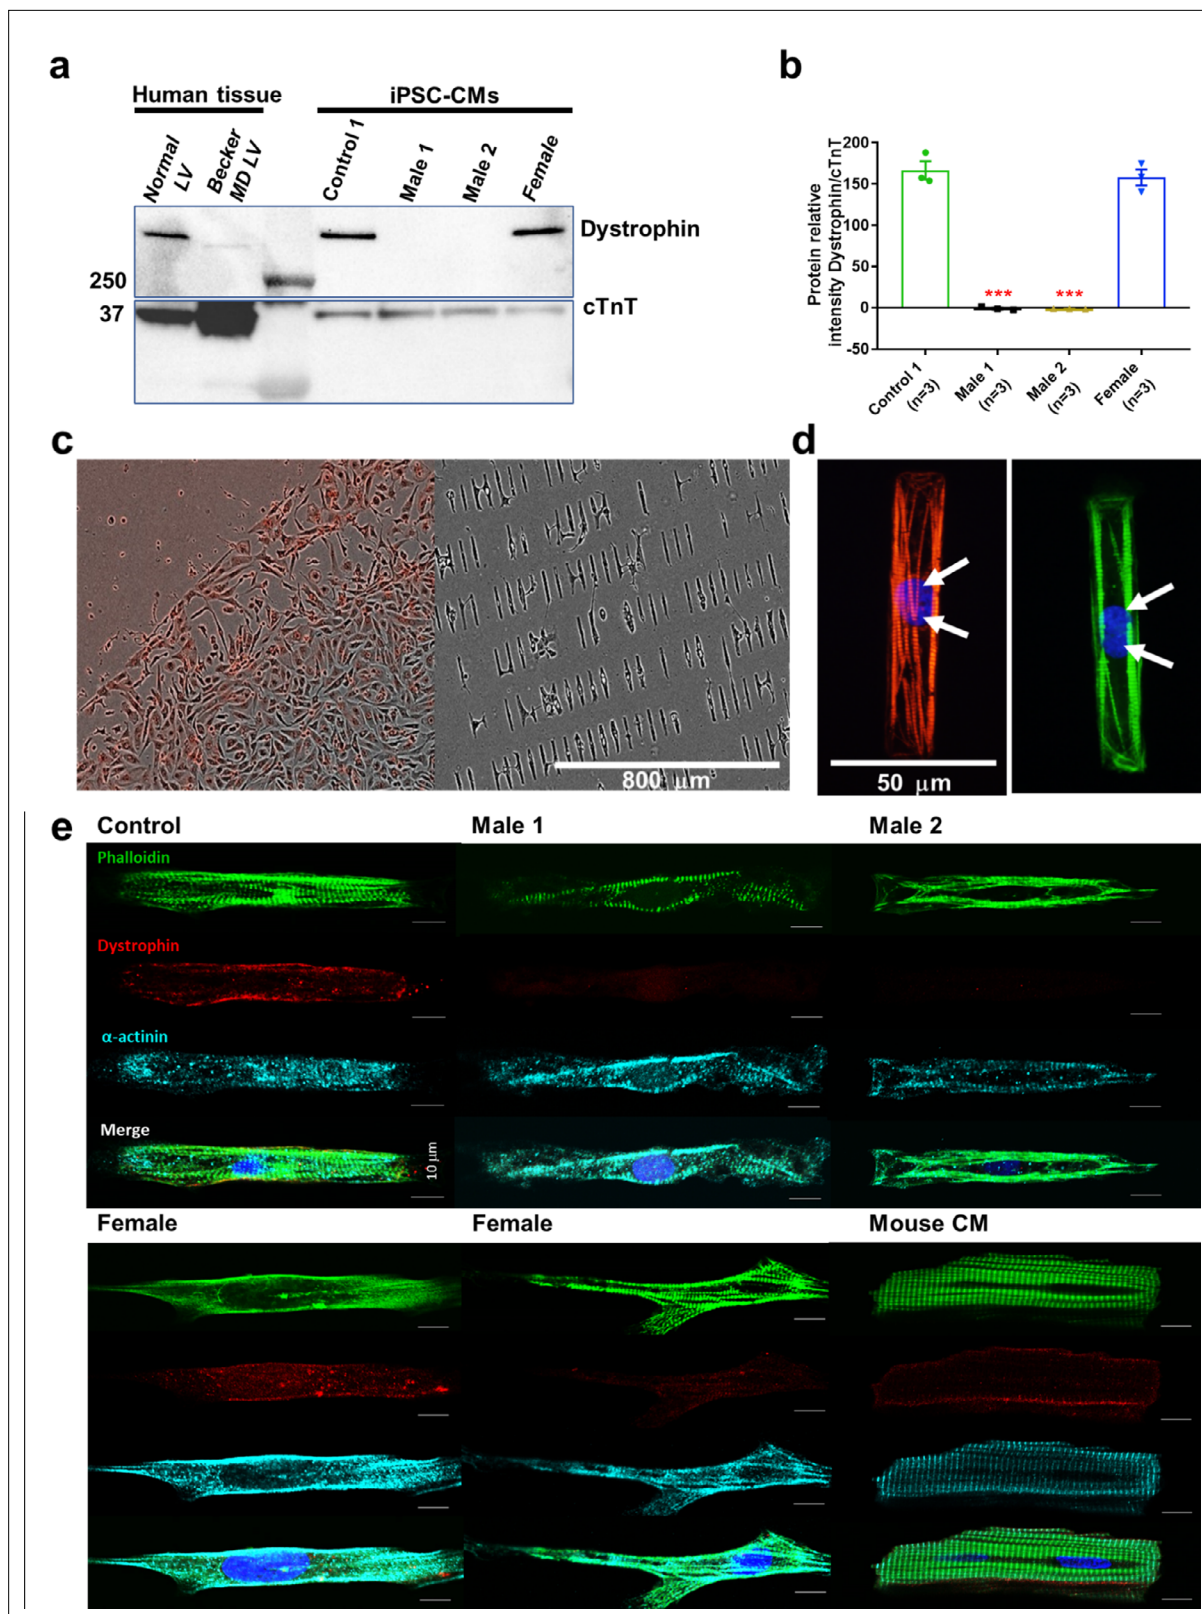 a
Human tissue
iPSC-CMs
Normal LV
Becker MD LV
Control 1
Male 1
Male 2
Female
Dystrophin
250
cTnT
37
b
Protein relative
intensity Dystrophin/cTnT
200
150
100
50
0
-50
***
***
Control 1
(n=3)
Male 1
(n=3)
Male 2
(n=3)
Female
(n=3)
c
800 μm
d
50 μm
e
Control
Male 1
Male 2
Phalloidin
Dystrophin
α-actinin
Merge
10 μm
Female
Female
Mouse CM